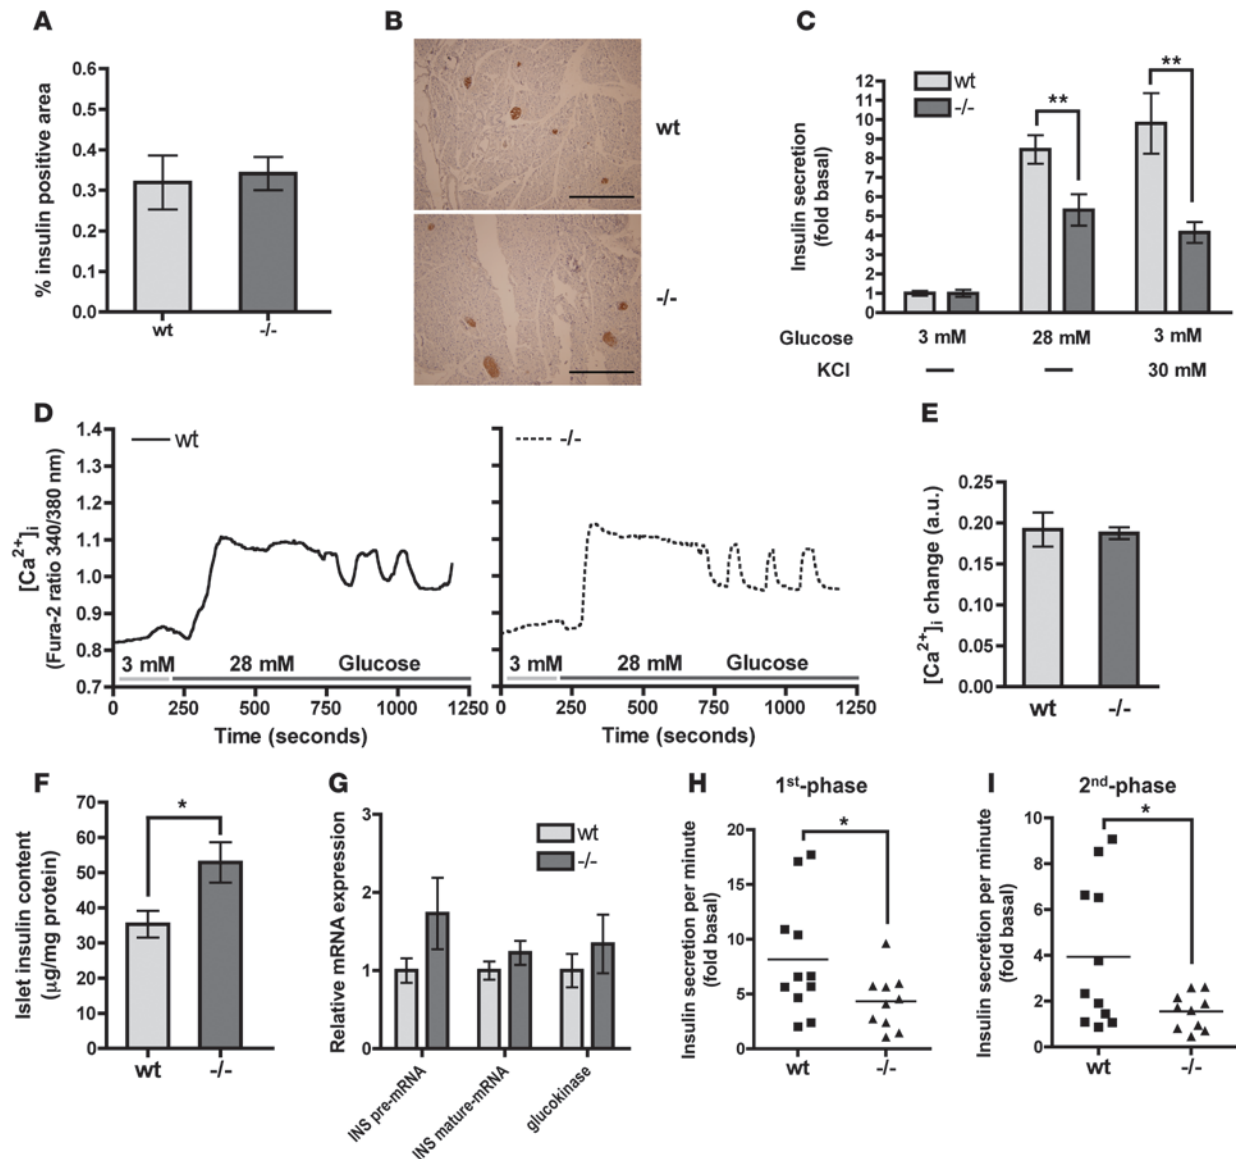 A
% insulin positive area
0.6
0.5
0.4
0.3
0.2
0.1
0.0
wt
-/-
B
wt
-/-
C
Insulin secretion
(fold basal)
12
11
10
9
8
7
6
5
4
3
2
1
0
wt
-/-
**
**
Glucose 3 mM 28 mM 3 mM
KCl — — 30 mM
D
[Ca2+]i
(Fura-2 ratio 340/380 nm)
1.4
1.3
1.2
1.1
1.0
0.9
0.8
0.7
wt
3 mM 28 mM Glucose
0 250 500 750 1000 1250
Time (seconds)
-/-
3 mM 28 mM Glucose
0 250 500 750 1000 1250
Time (seconds)
E
[Ca2+]i change (a.u.)
0.25
0.20
0.15
0.10
0.05
0.00
wt -/-
F
Islet insulin content
(µg/mg protein)
70
60
50
40
30
20
10
0
*
wt -/-
G
Relative mRNA expression
3
2
1
0
wt
-/-
INS pre-mRNA
INS mature-mRNA
glucokinase
H
1st-phase
Insulin secretion per minute
(fold basal)
20
15
10
5
0
*
wt -/-
I
2nd-phase
Insulin secretion per minute
(fold basal)
10
8
6
4
2
0
*
wt -/-